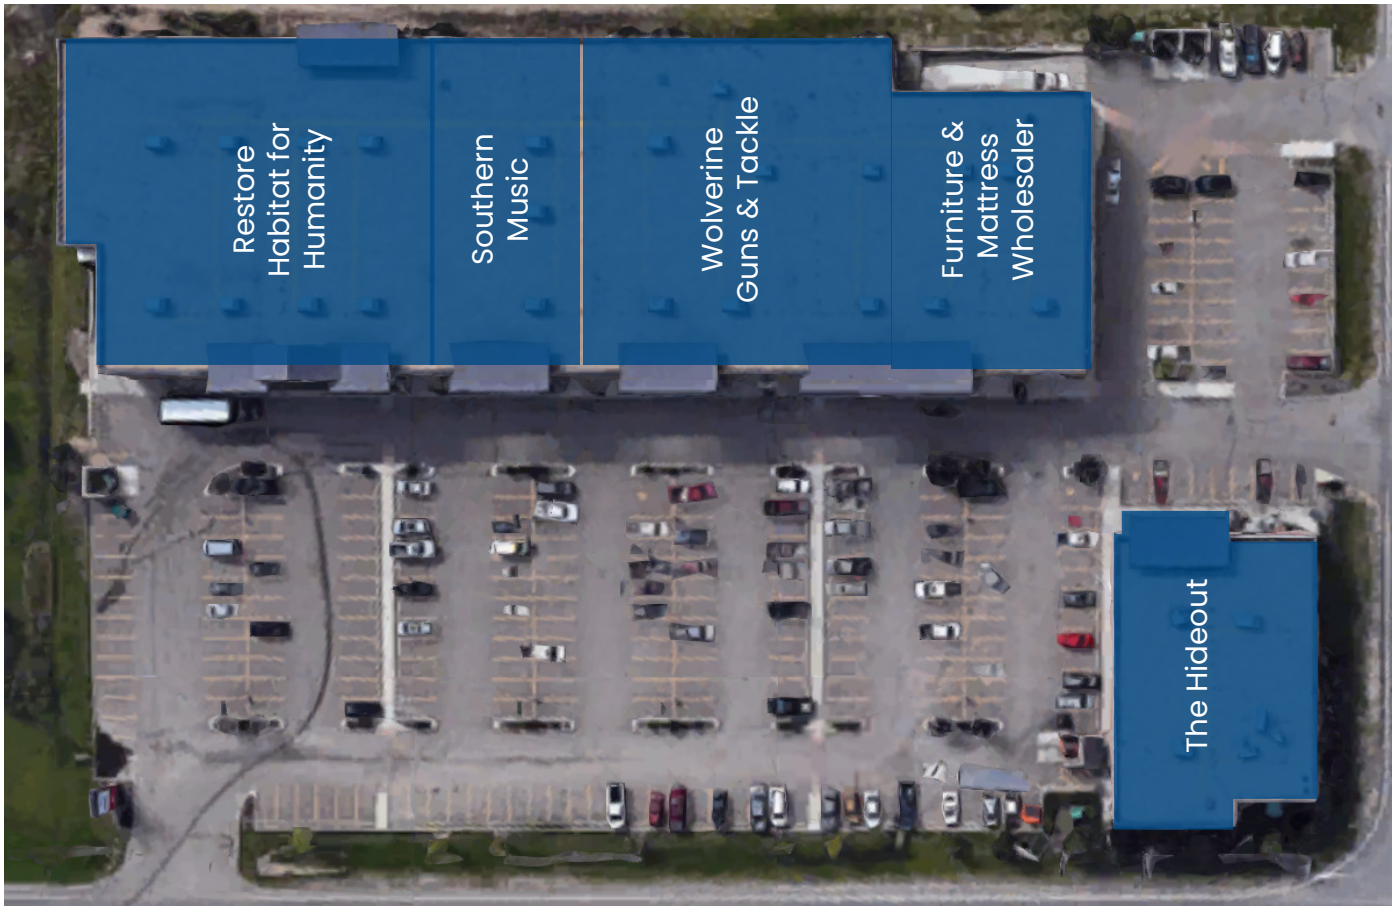 Restore
Habitat for
Humanity
Southern
Music
Wolverine
Guns & Tackle
Furniture &
Mattress
Wholesaler
The Hideout